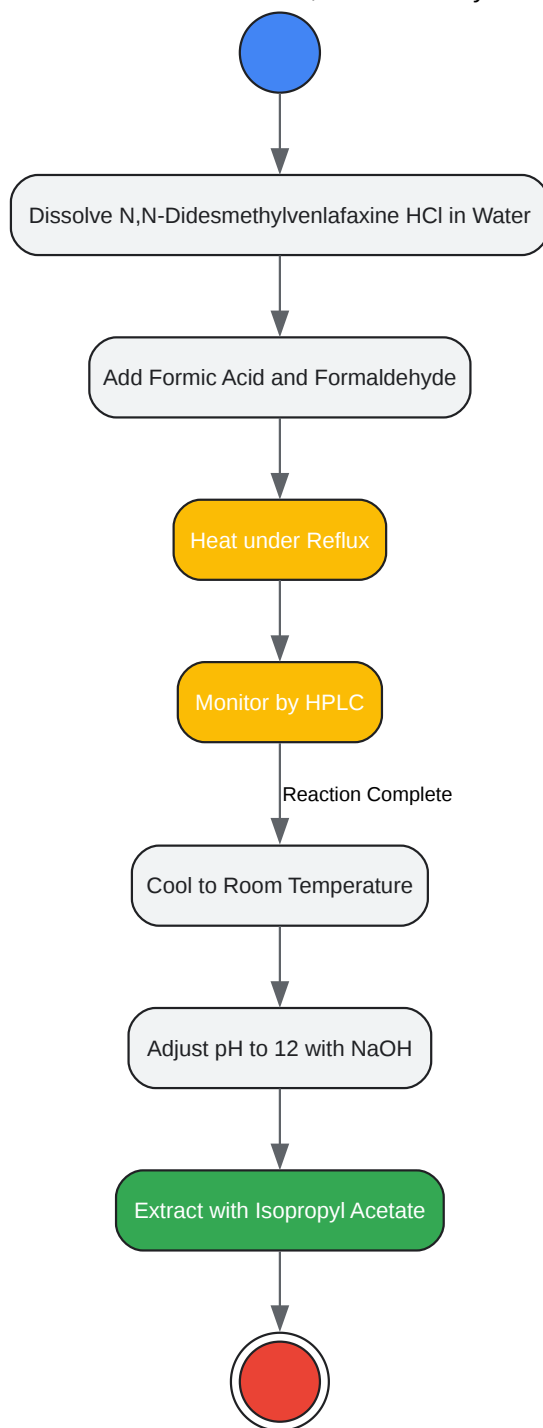 Dissolve N,N-Didesmethylvenlafaxine HCl in Water
Add Formic Acid and Formaldehyde
Heat under Reflux
Monitor by HPLC
Reaction Complete
Cool to Room Temperature
Adjust pH to 12 with NaOH
Extract with Isopropyl Acetate